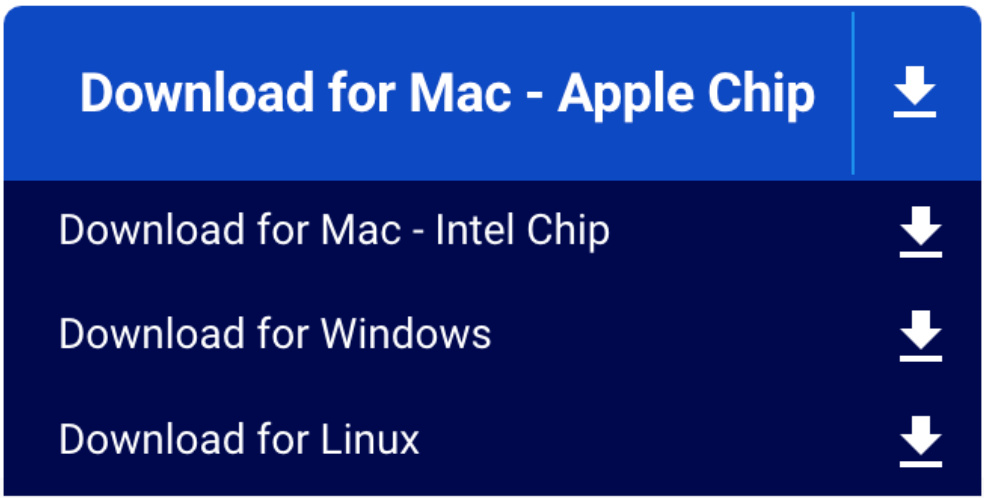 Download for Mac - Apple Chip
Download for Mac - Intel Chip
Download for Windows
Download for Linux